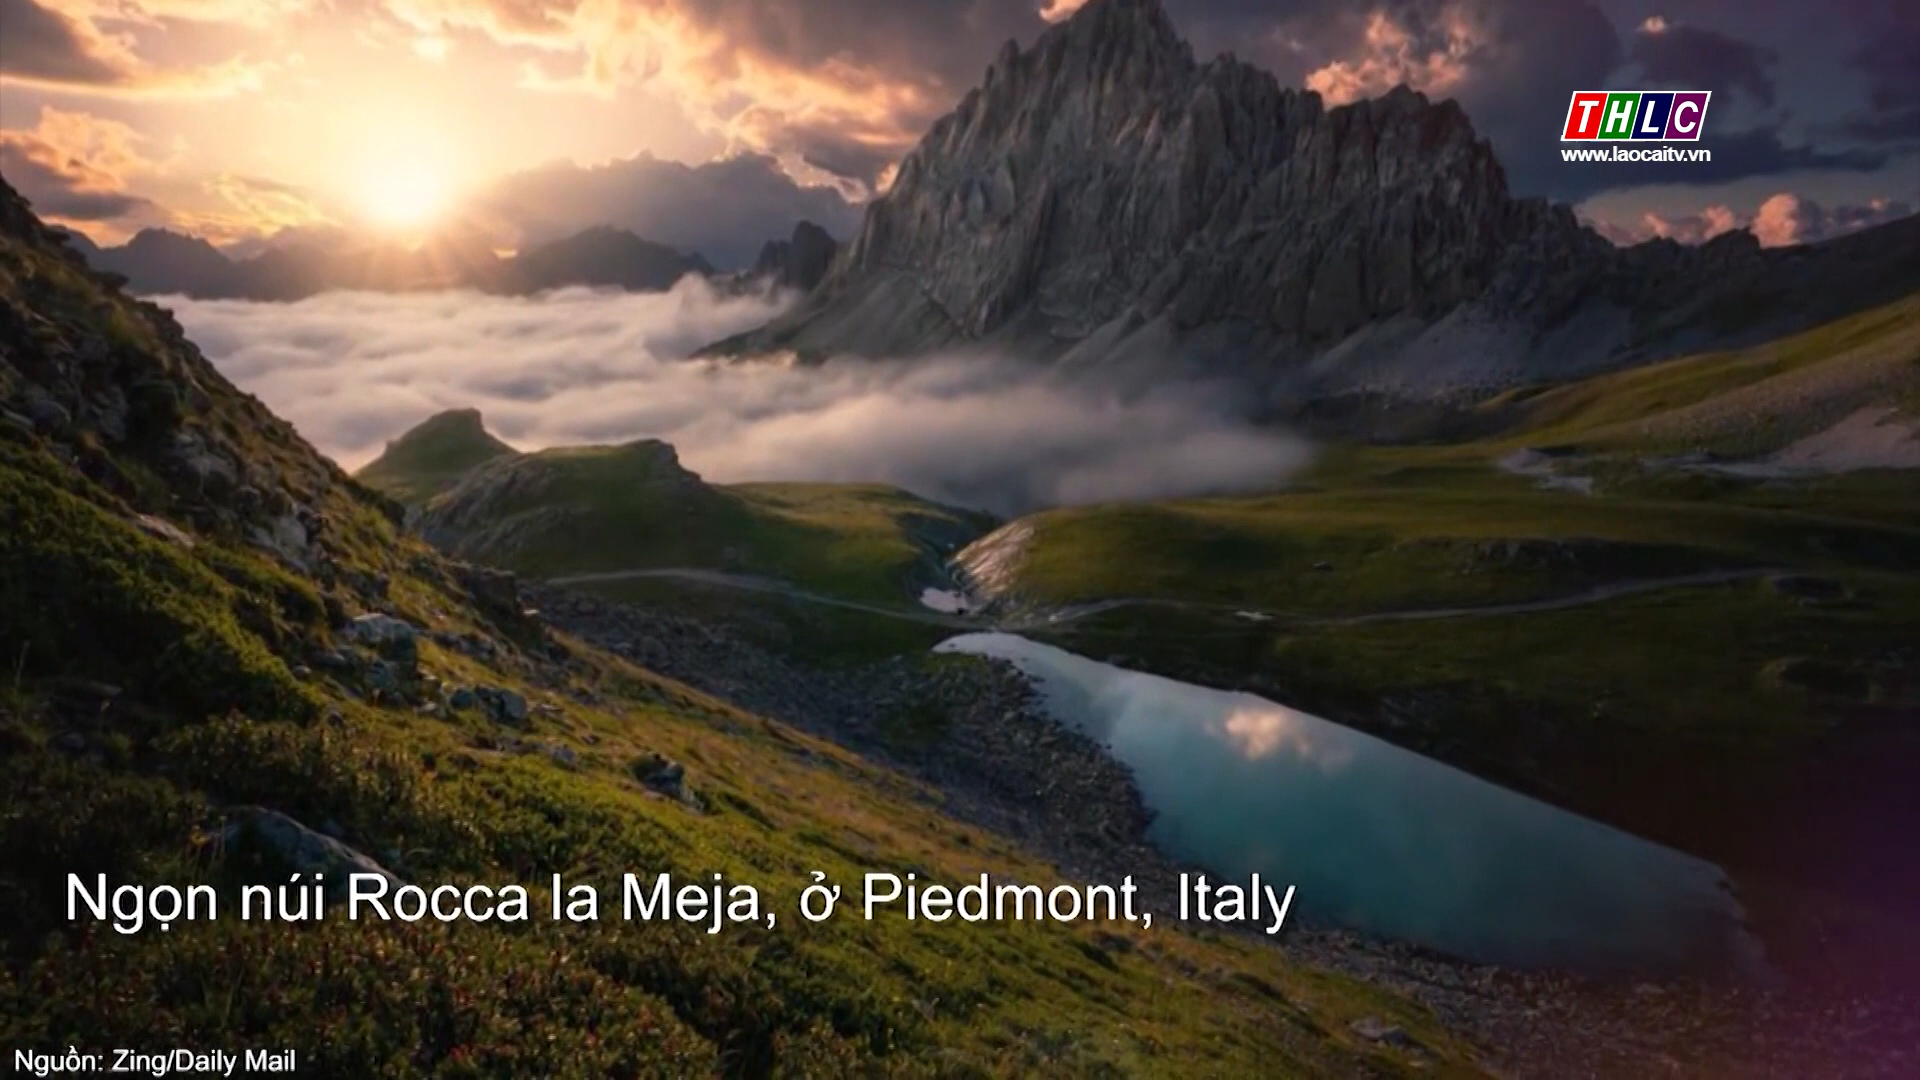 THLC
www.laocaitv.vn
Ngọn núi Rocca la Meja, ở Piedmont, Italy
Nguồn: Zing/Daily Mail